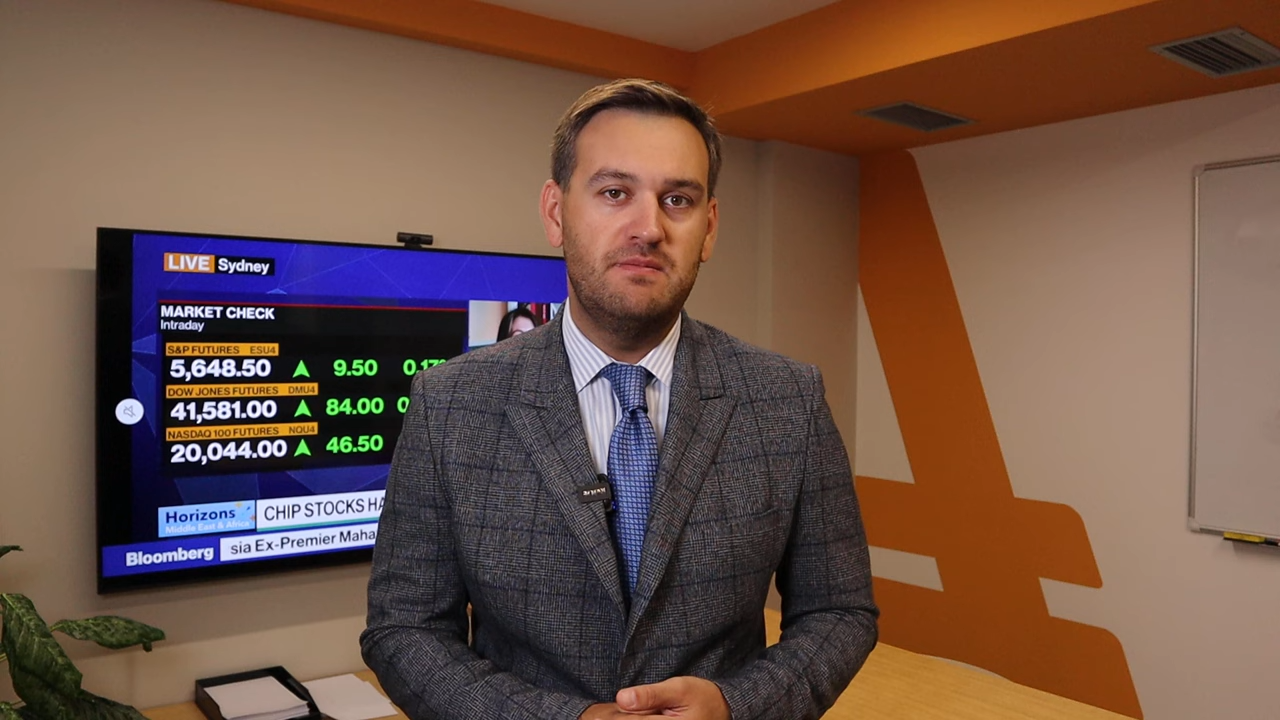 LIVE Sydney
MARKET CHECK
Intraday
S&P FUTURES ESU4
5,648.50 9.50
DOW JONES FUTURES DMU4
41,581.00 84.00
NASDAQ 100 FUTURES NQU4
20,044.00 46.50
Horizons
Middle East & Africa
CHIP STOCKS
Bloomberg
sia Ex-Premier